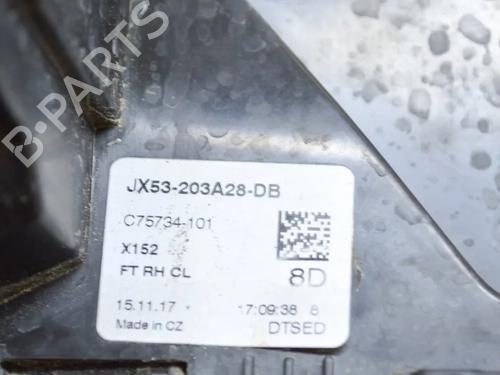 B-PARTS
JX53-203A28-DB
C75734-101
X152
FT RH CL
8D
15.11.17
17:09:38 8
Made in CZ
DTSED